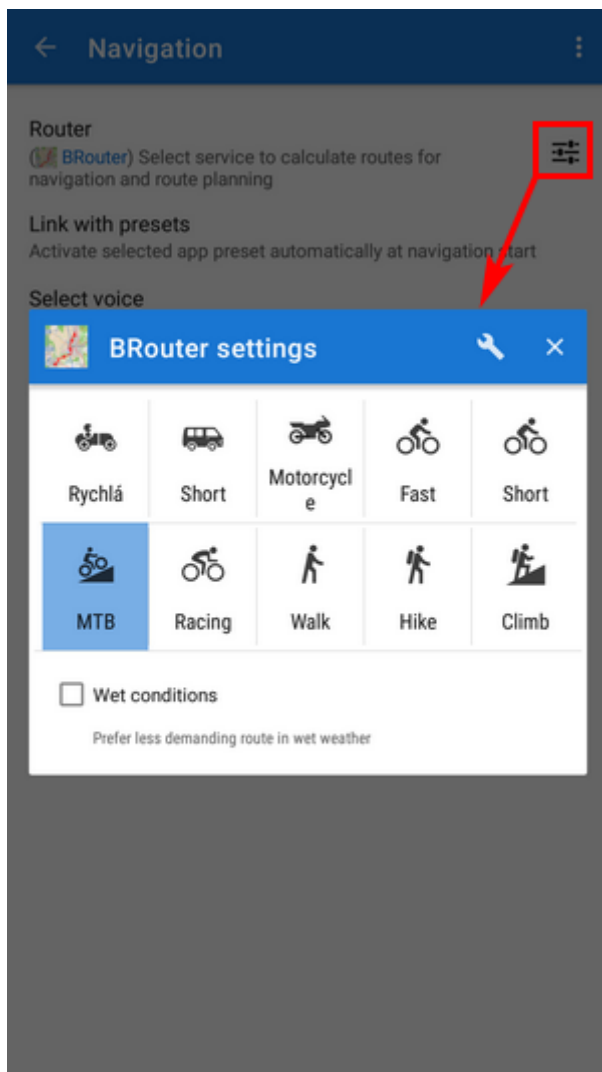 Navigation
Router
(BRouter) Select service to calculate routes for
navigation and route planning
Link with presets
Activate selected app preset automatically at navigation start
Select voice
BRouter settings
Rychlá
Short
Motorcycl
e
Fast
Short
MTB
Racing
Walk
Hike
Climb
Wet conditions
Prefer less demanding route in wet weather